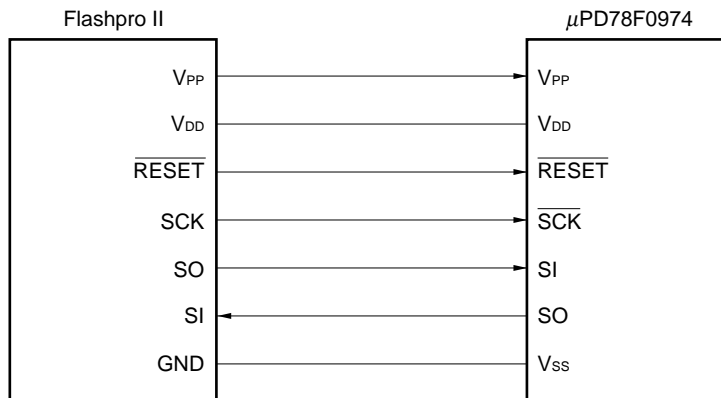 Flashpro II
μPD78F0974
VPP
VPP
VDD
VDD
RESET
RESET
SCK
SCK
SO
SI
SI
SO
GND
VSS